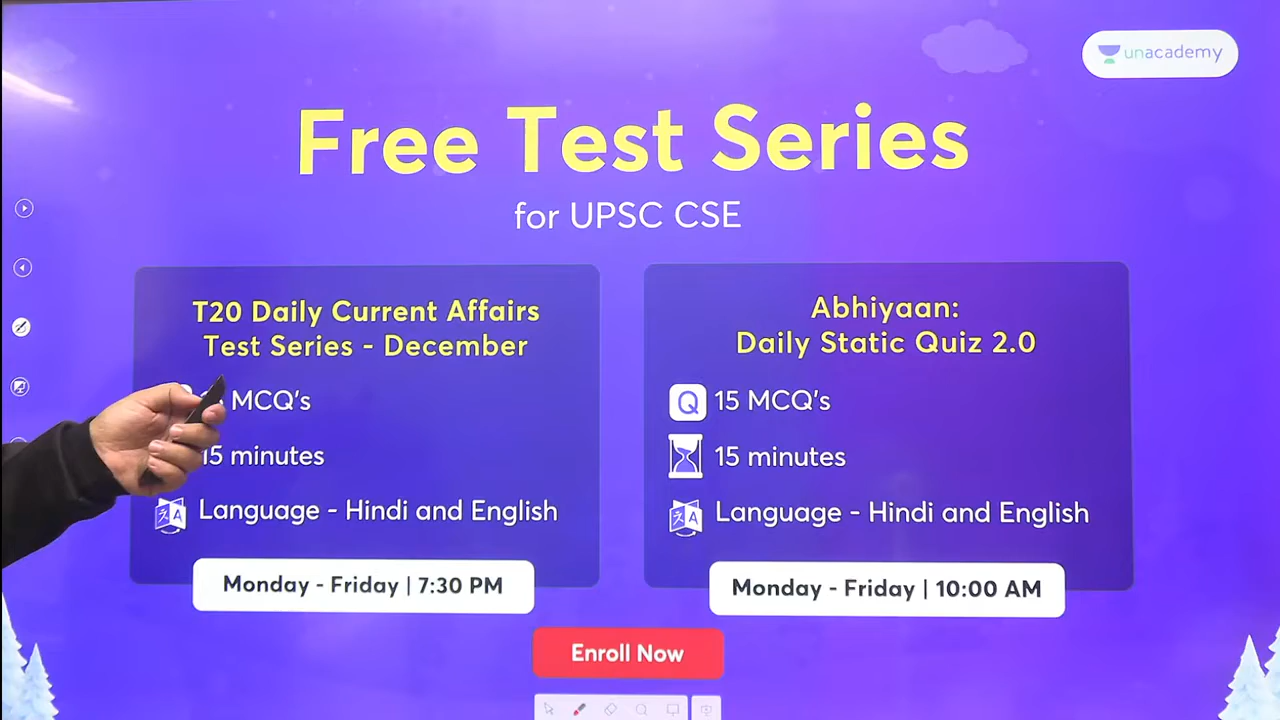 unacademy
Free Test Series
for UPSC CSE
T20 Daily Current Affairs
Test Series - December
MCQ's
15 minutes
Language - Hindi and English
Monday - Friday | 7:30 PM
Abhiyaan:
Daily Static Quiz 2.0
Q 15 MCQ's
15 minutes
Language - Hindi and English
Monday - Friday | 10:00 AM
Enroll Now